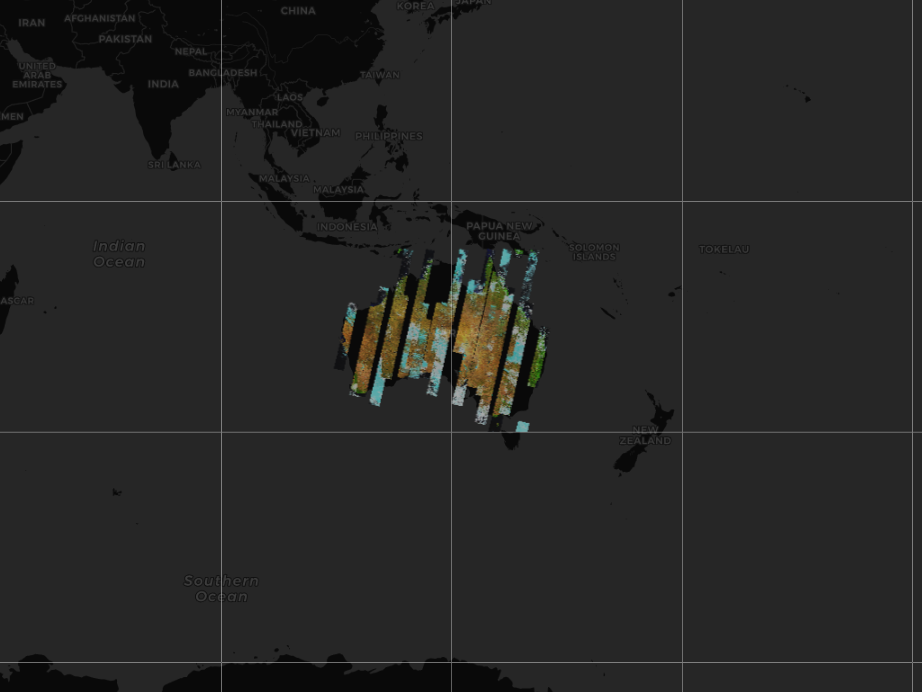 JAPAN
KOREA
CHINA
IRAN
AFGHANISTAN
PAKISTAN
NEPAL
UNITED
ARAB
EMIRATES
BANGLADESH
INDIA
TAIWAN
LAOS
MYANMAR
MEN
THAILAND
VIETNAM
PHILIPPINES
SRI LANKA
MALAYSIA
MALAYSIA
INDONESIA
PAPUA NEW
GUINEA
Indian
Ocean
SOLOMON
ISLANDS
TOKELAU
ASCAR
NEW
ZEALAND
Southern
Ocean